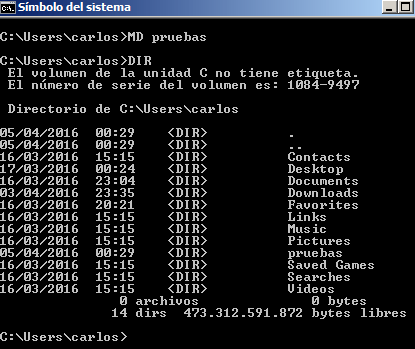 Símbolo del sistema
C:\Users\carlos>MD pruebas
C:\Users\carlos>DIR
El volumen de la unidad C no tiene etiqueta.
El número de serie del volumen es: 1084-9497
Directorio de C:\Users\carlos
05/04/2016  00:29    <DIR>          .
05/04/2016  00:29    <DIR>          ..
16/03/2016  15:15    <DIR>          Contacts
17/03/2016  00:24    <DIR>          Desktop
16/03/2016  23:04    <DIR>          Documents
03/04/2016  23:35    <DIR>          Downloads
16/03/2016  20:21    <DIR>          Favorites
16/03/2016  15:15    <DIR>          Links
16/03/2016  15:15    <DIR>          Music
16/03/2016  15:15    <DIR>          Pictures
05/04/2016  00:29    <DIR>          pruebas
16/03/2016  15:15    <DIR>          Saved Games
16/03/2016  15:15    <DIR>          Searches
16/03/2016  15:15    <DIR>          Videos
0 archivos              0 bytes
14 dirs  473.312.591.872 bytes libres
C:\Users\carlos>